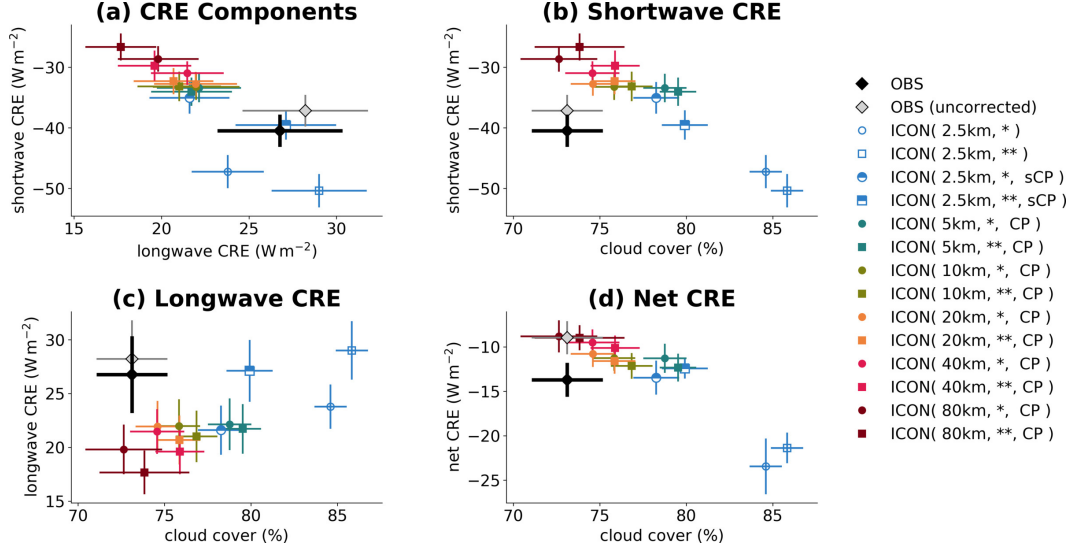 (a) CRE Components
shortwave CRE (W m−2)
−30
−40
−50
15
20
25
30
longwave CRE (W m−2)
(b) Shortwave CRE
shortwave CRE (W m−2)
−30
−40
−50
70
75
80
85
cloud cover (%)
(c) Longwave CRE
longwave CRE (W m−2)
30
25
20
15
70
75
80
85
cloud cover (%)
(d) Net CRE
net CRE (W m−2)
−10
−15
−20
−25
70
75
80
85
cloud cover (%)
OBS
OBS (uncorrected)
ICON( 2.5km, * )
ICON( 2.5km, ** )
ICON( 2.5km, *, sCP )
ICON( 2.5km, **, sCP )
ICON( 5km, *, CP )
ICON( 5km, **, CP )
ICON( 10km, *, CP )
ICON( 10km, **, CP )
ICON( 20km, *, CP )
ICON( 20km, **, CP )
ICON( 40km, *, CP )
ICON( 40km, **, CP )
ICON( 80km, *, CP )
ICON( 80km, **, CP )